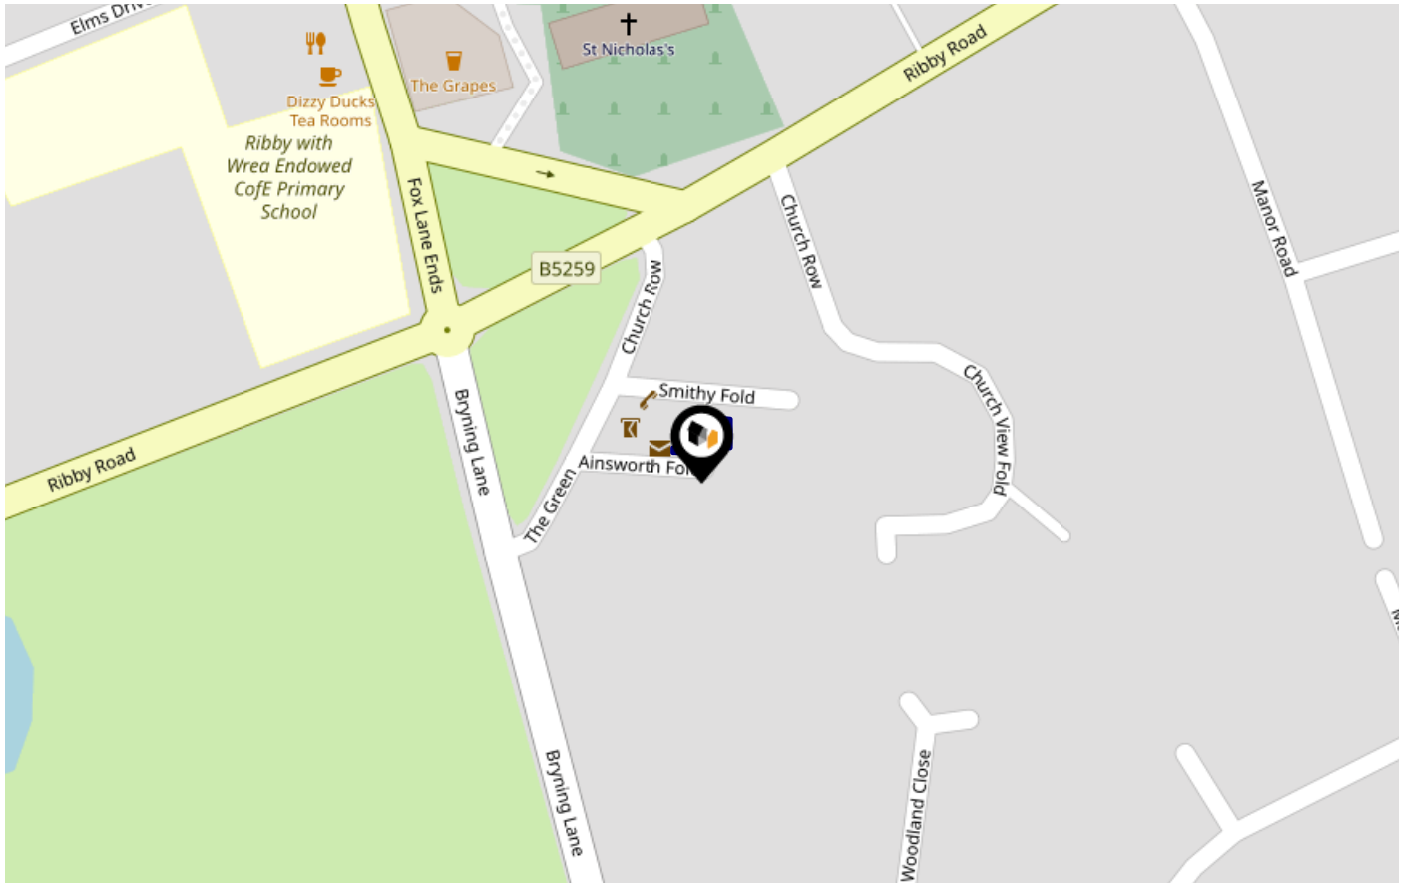 Elms Drive
St Nicholas's
Ribby Road
The Grapes
Dizzy Ducks
Tea Rooms
Ribby with
Wrea Endowed
CofE Primary
School
Fox Lane Ends
Church Row
Manor Road
B5259
Church Row
Smithy Fold
Church View Fold
Bryning Lane
Ribby Road
Ainsworth Fol
The Green
Bryning Lane
Woodland Close